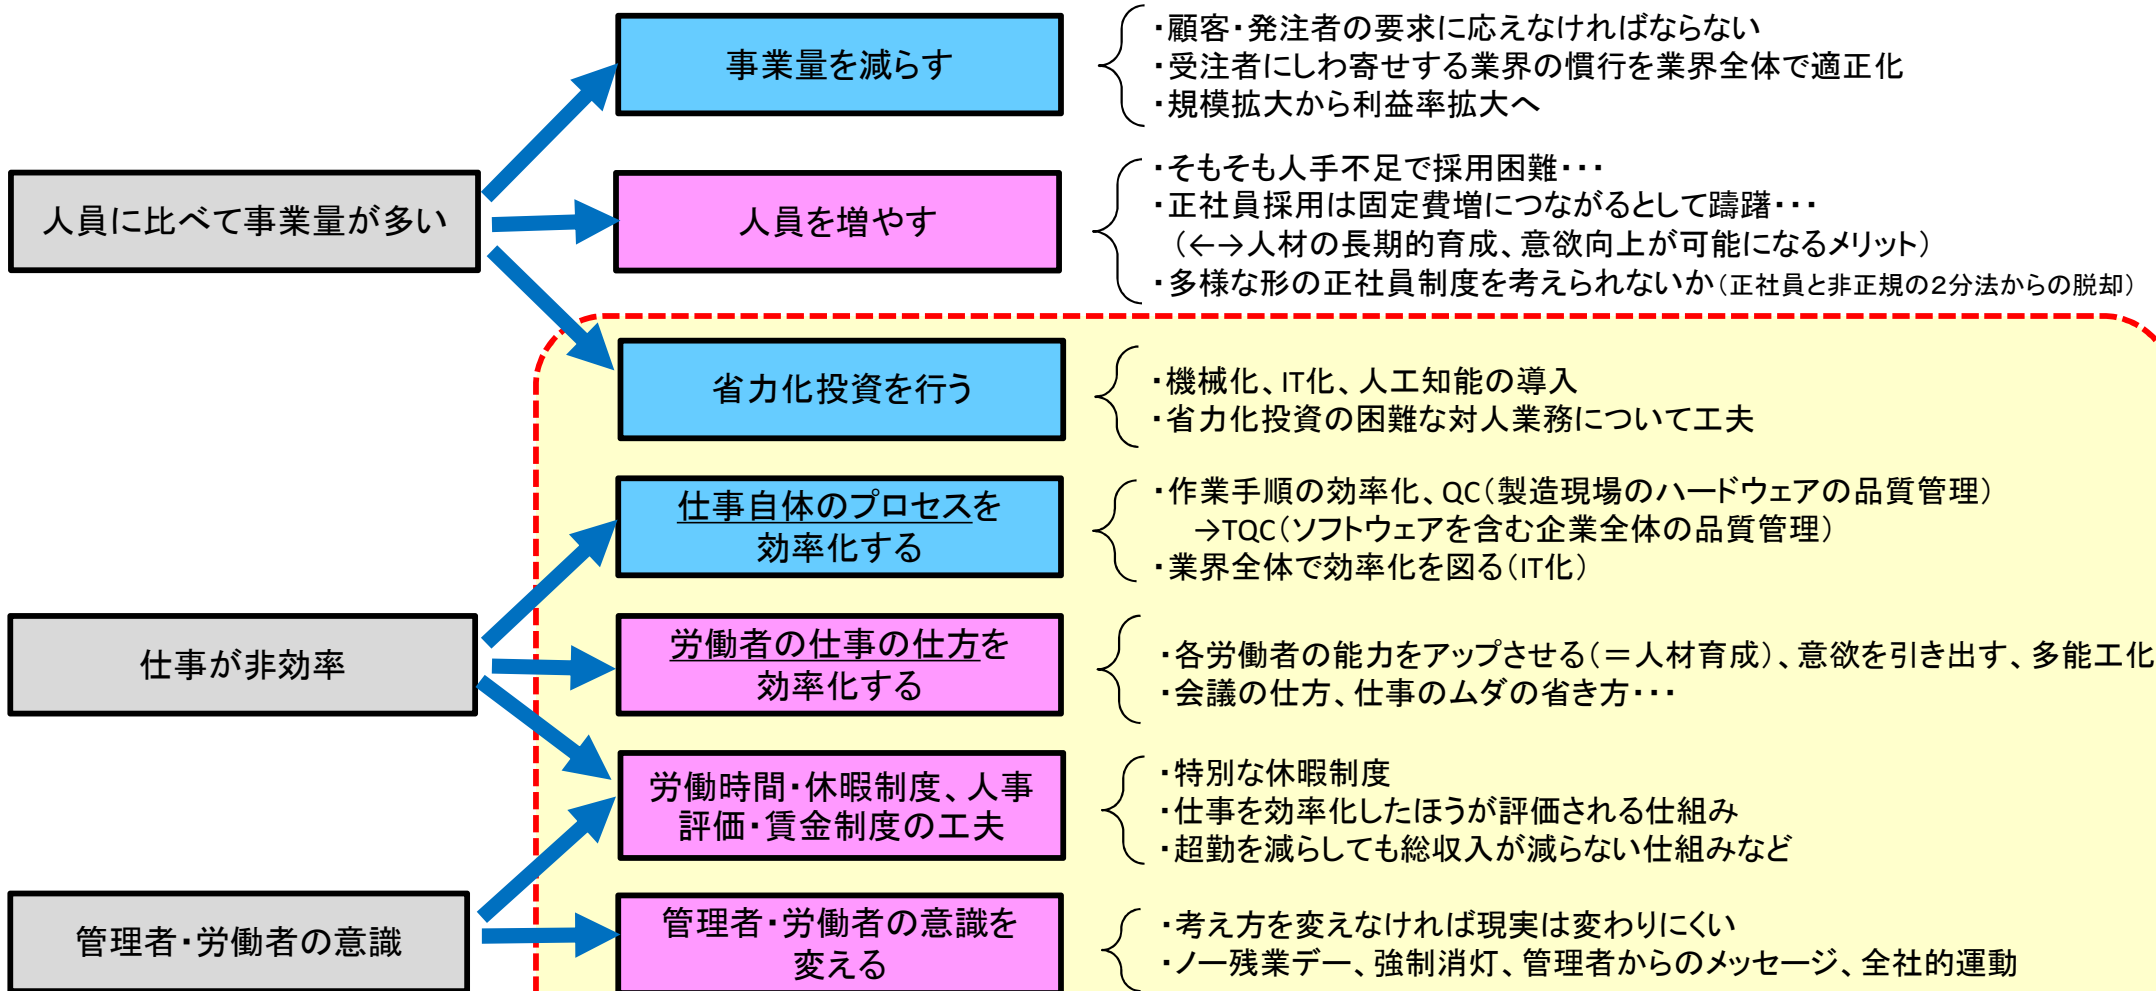 事業量を減らす
・顧客・発注者の要求に応えなければならない
・受注者にしわ寄せする業界の慣行を業界全体で適正化
・規模拡大から利益率拡大へ
人員に比べて事業量が多い
人員を増やす
・そもそも人手不足で採用困難・・・
・正社員採用は固定費増につながるとして躊躇・・・
（←→人材の長期的育成、意欲向上が可能になるメリット）
・多様な形の正社員制度を考えられないか（正社員と非正規の２分法からの脱却）
省力化投資を行う
・機械化、IT化、人工知能の導入
・省力化投資の困難な対人業務について工夫
仕事自体のプロセスを
効率化する
・作業手順の効率化、QC（製造現場のハードウェアの品質管理）
→TQC（ソフトウェアを含む企業全体の品質管理）
・業界全体で効率化を図る（IT化）
仕事が非効率
労働者の仕事の仕方を
効率化する
・各労働者の能力をアップさせる（＝人材育成）、意欲を引き出す、多能工化
・会議の仕方、仕事のムダの省き方・・・
労働時間・休暇制度、人事
評価・賃金制度の工夫
・特別な休暇制度
・仕事を効率化したほうが評価される仕組み
・超勤を減らしても総収入が減らない仕組みなど
管理者・労働者の意識
管理者・労働者の意識を
変える
・考え方を変えなければ現実は変わりにくい
・ノー残業デー、強制消灯、管理者からのメッセージ、全社的運動